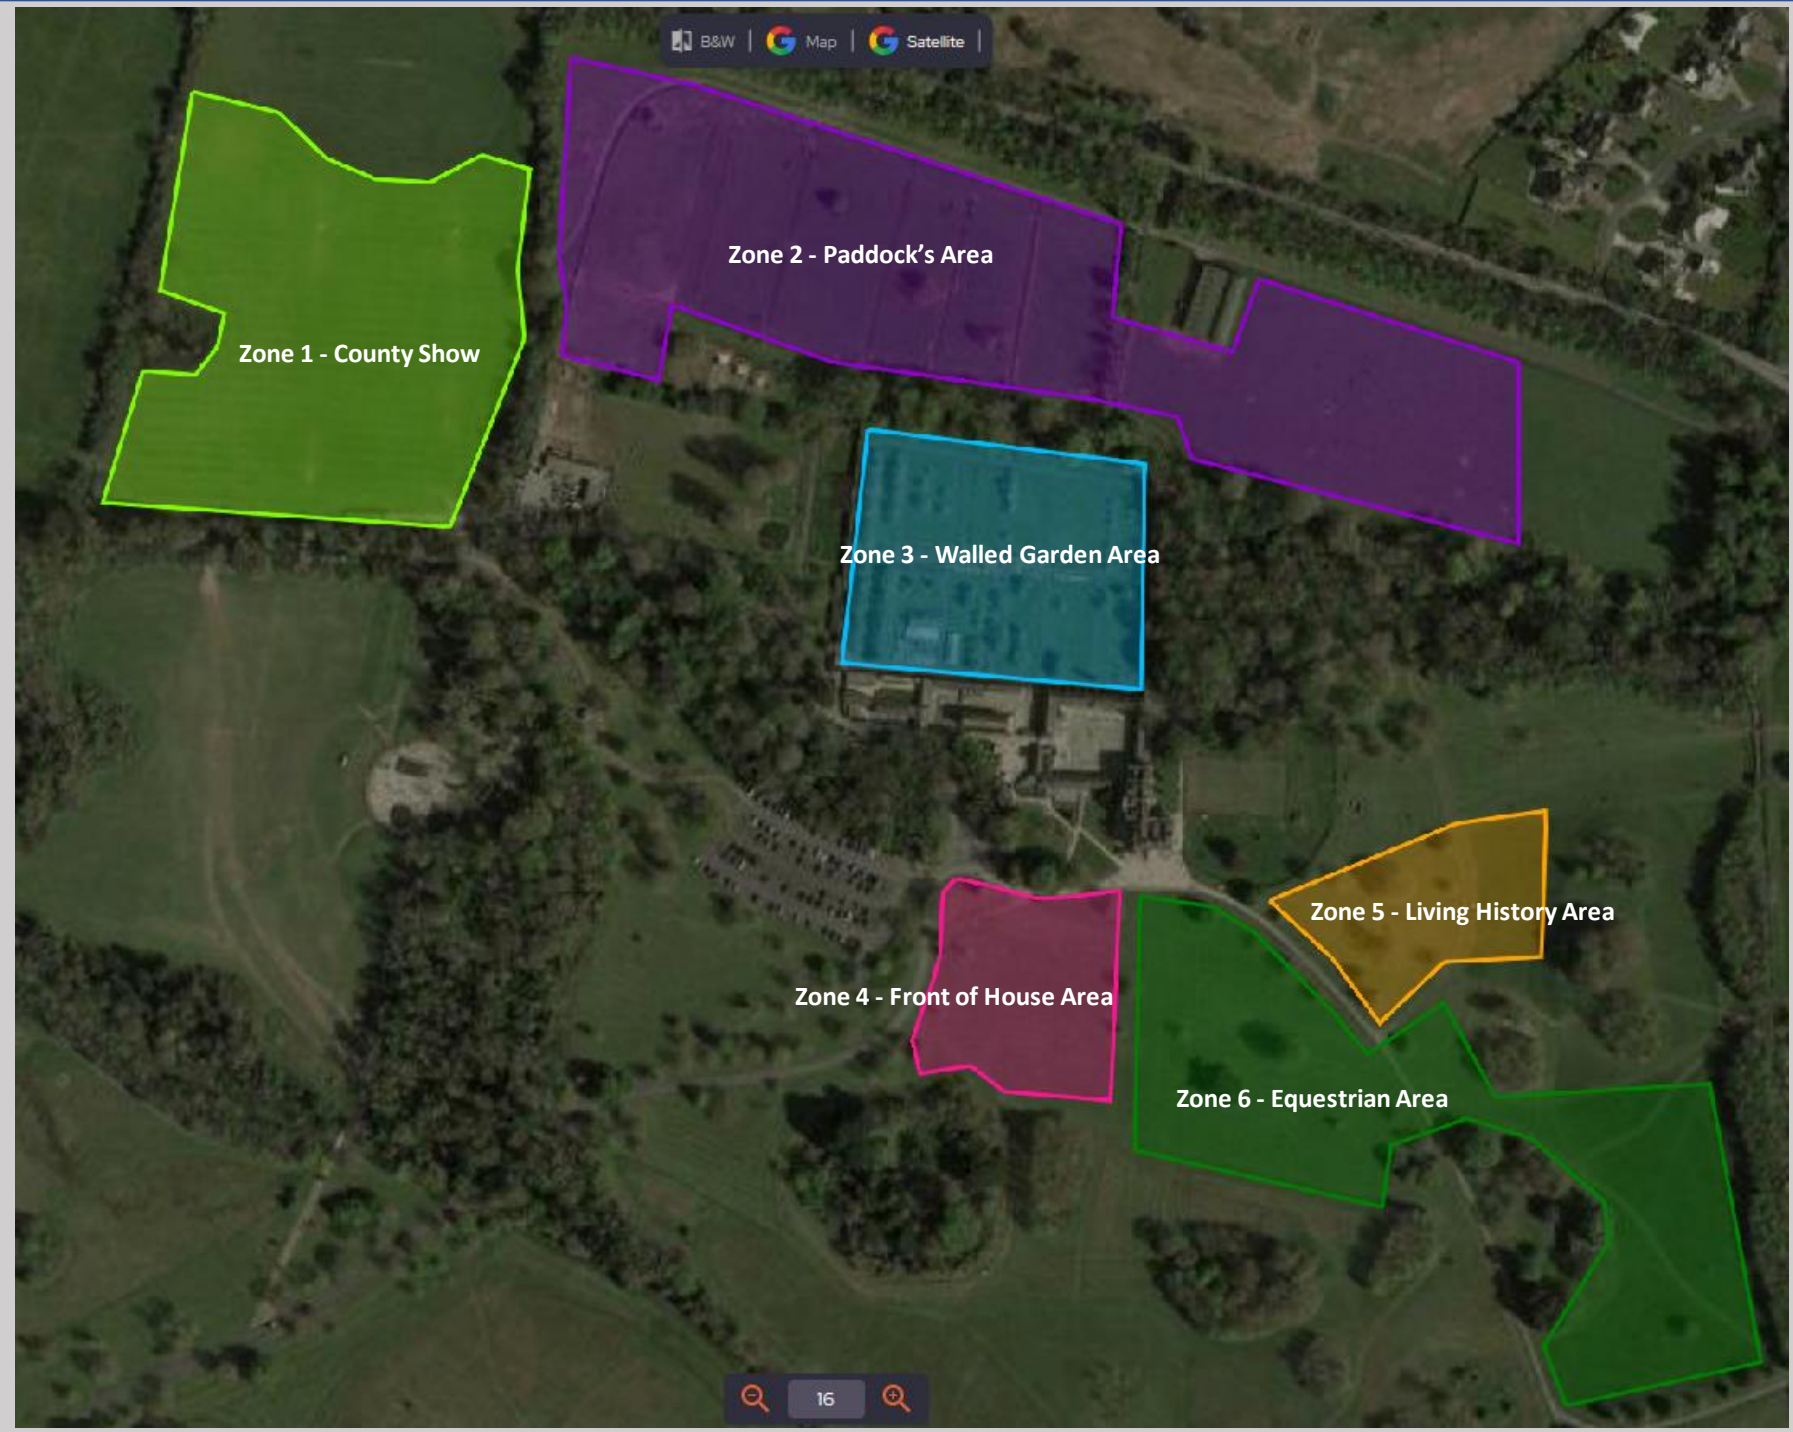 B&W | Map | Satellite |
Zone 2 - Paddock's Area
Zone 1 - County Show
Zone 3 - Walled Garden Area
Zone 5 - Living History Area
Zone 4 - Front of House Area
Zone 6 - Equestrian Area
16